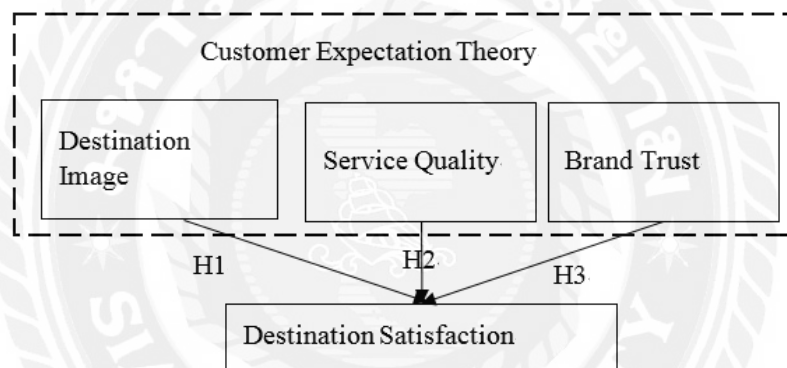 Customer Expectation Theory
Destination
Image
Service Quality
Brand Trust
H1
H2
H3
Destination Satisfaction